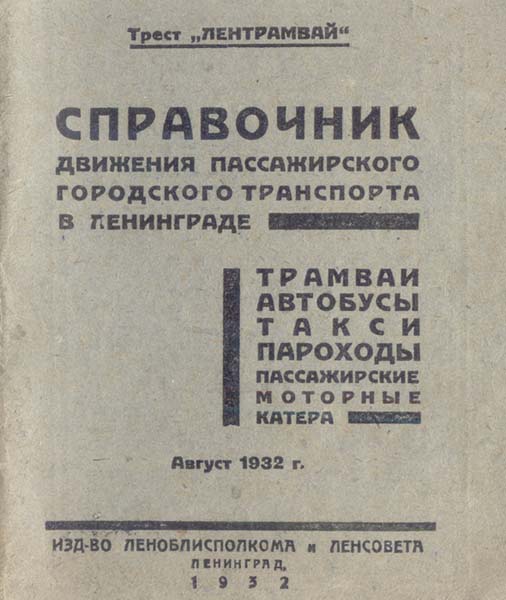 Трест „ЛЕНТРАМВАЙ“
СПРАВОЧНИК
ДВИЖЕНИЯ ПАССАЖИРСКОГО
ГОРОДСКОГО ТРАНСПОРТА
В ЛЕНИНГРАДЕ
ТРАМВАИ
АВТОБУСЫ
ТАКСИ
ПАРОХОДЫ
ПАССАЖИРСКИЕ
МОТОРНЫЕ
КАТЕРА
Август 1932 г.
ИЗД-ВО ЛЕНОБЛИСПОЛКОМА и ЛЕНСОВЕТА
ЛЕНИНГРАД,
1932